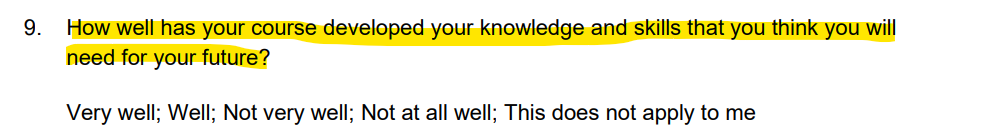 9. How well has your course developed your knowledge and skills that you think you will
need for your future?
Very well; Well; Not very well; Not at all well; This does not apply to me